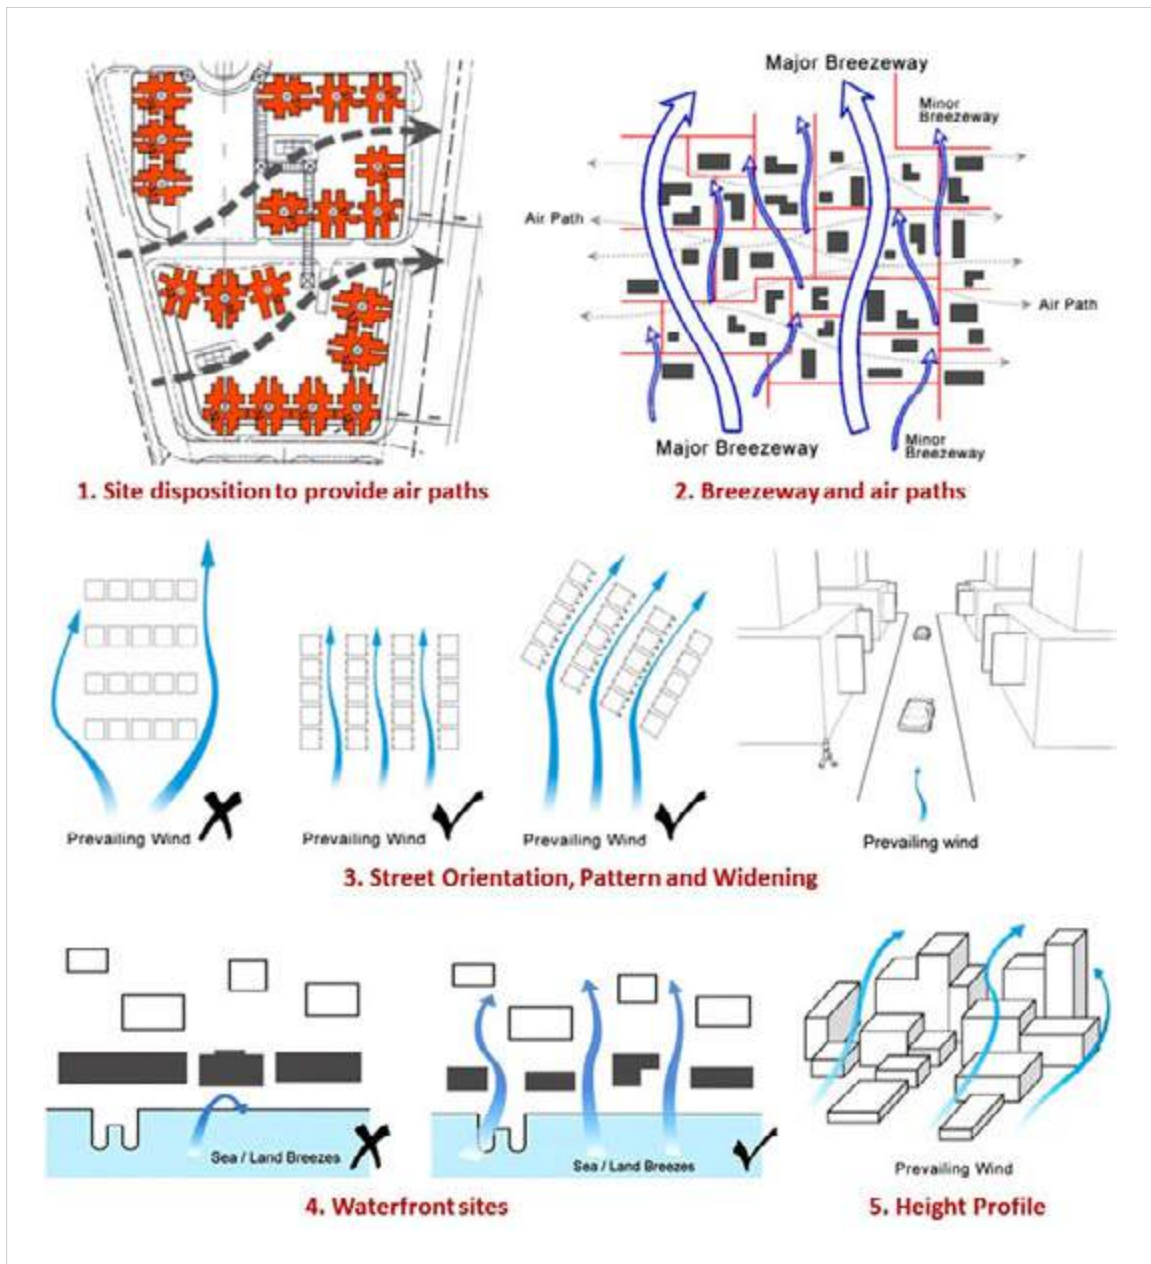 Major Breezeway
Minor
Breezeway
Air Path
Air Path
Major Breezeway
Minor
Breezeway
1. Site disposition to provide air paths
2. Breezeway and air paths
Prevailing Wind
Prevailing Wind
Prevailing Wind
Prevailing wind
3. Street Orientation, Pattern and Widening
Sea / Land Breezes
Sea / Land Breezes
Prevailing Wind
4. Waterfront sites
5. Height Profile